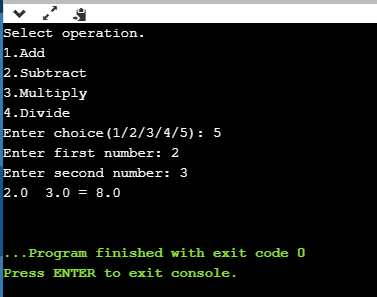 Select operation.
1.Add
2.Subtract
3.Multiply
4.Divide
Enter choice(1/2/3/4/5): 5
Enter first number: 2
Enter second number: 3
2.0  3.0 = 8.0
...Program finished with exit code 0
Press ENTER to exit console.